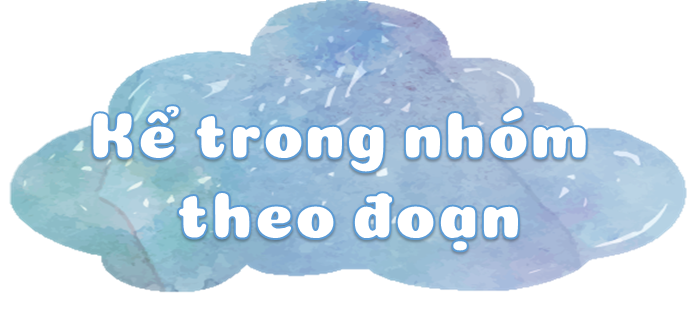 Kể trong nhóm
theo đoạn